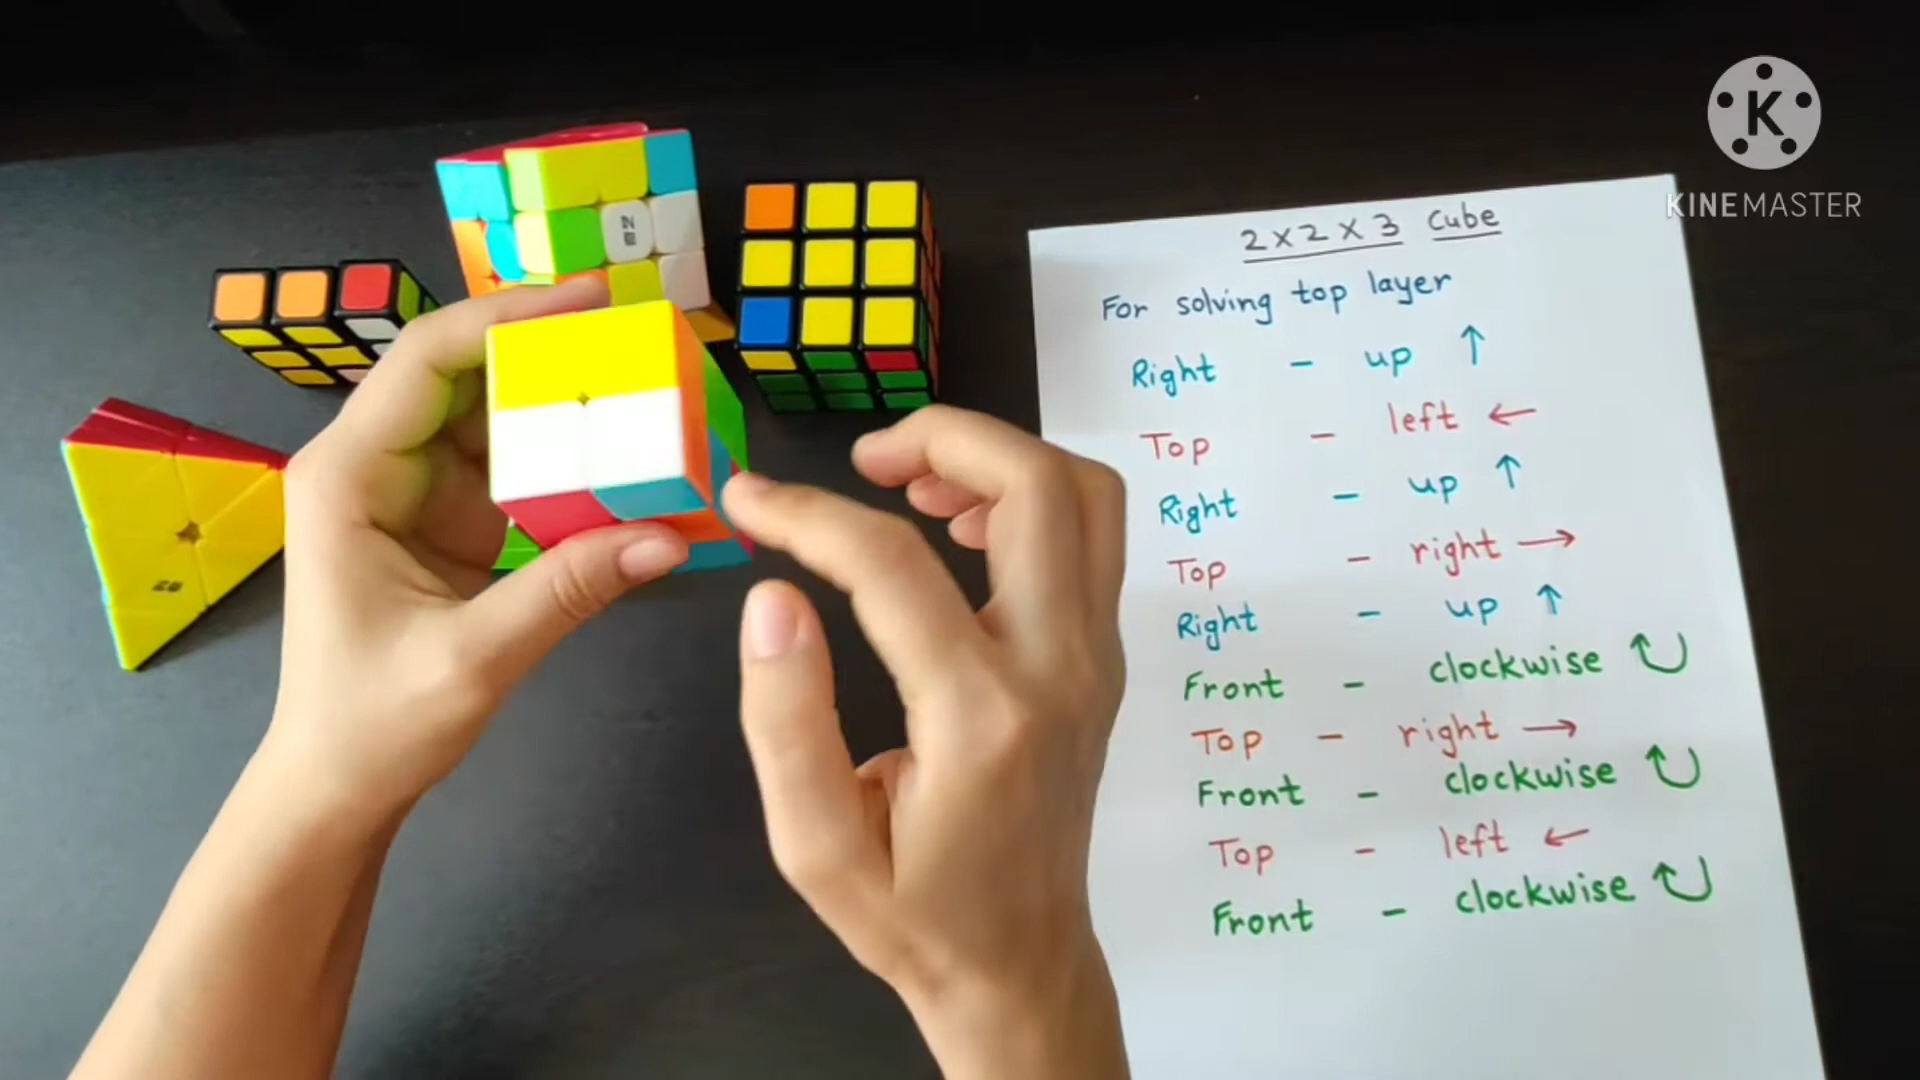 K
KINEMASTER
2x2x3 Cube
For solving top layer
Right - up ↑
Top - left ←
Right - up ↑
Top - right →
Right - up ↑
Front - clockwise
Top - right →
Front - clockwise
Top - left ←
Front - clockwise